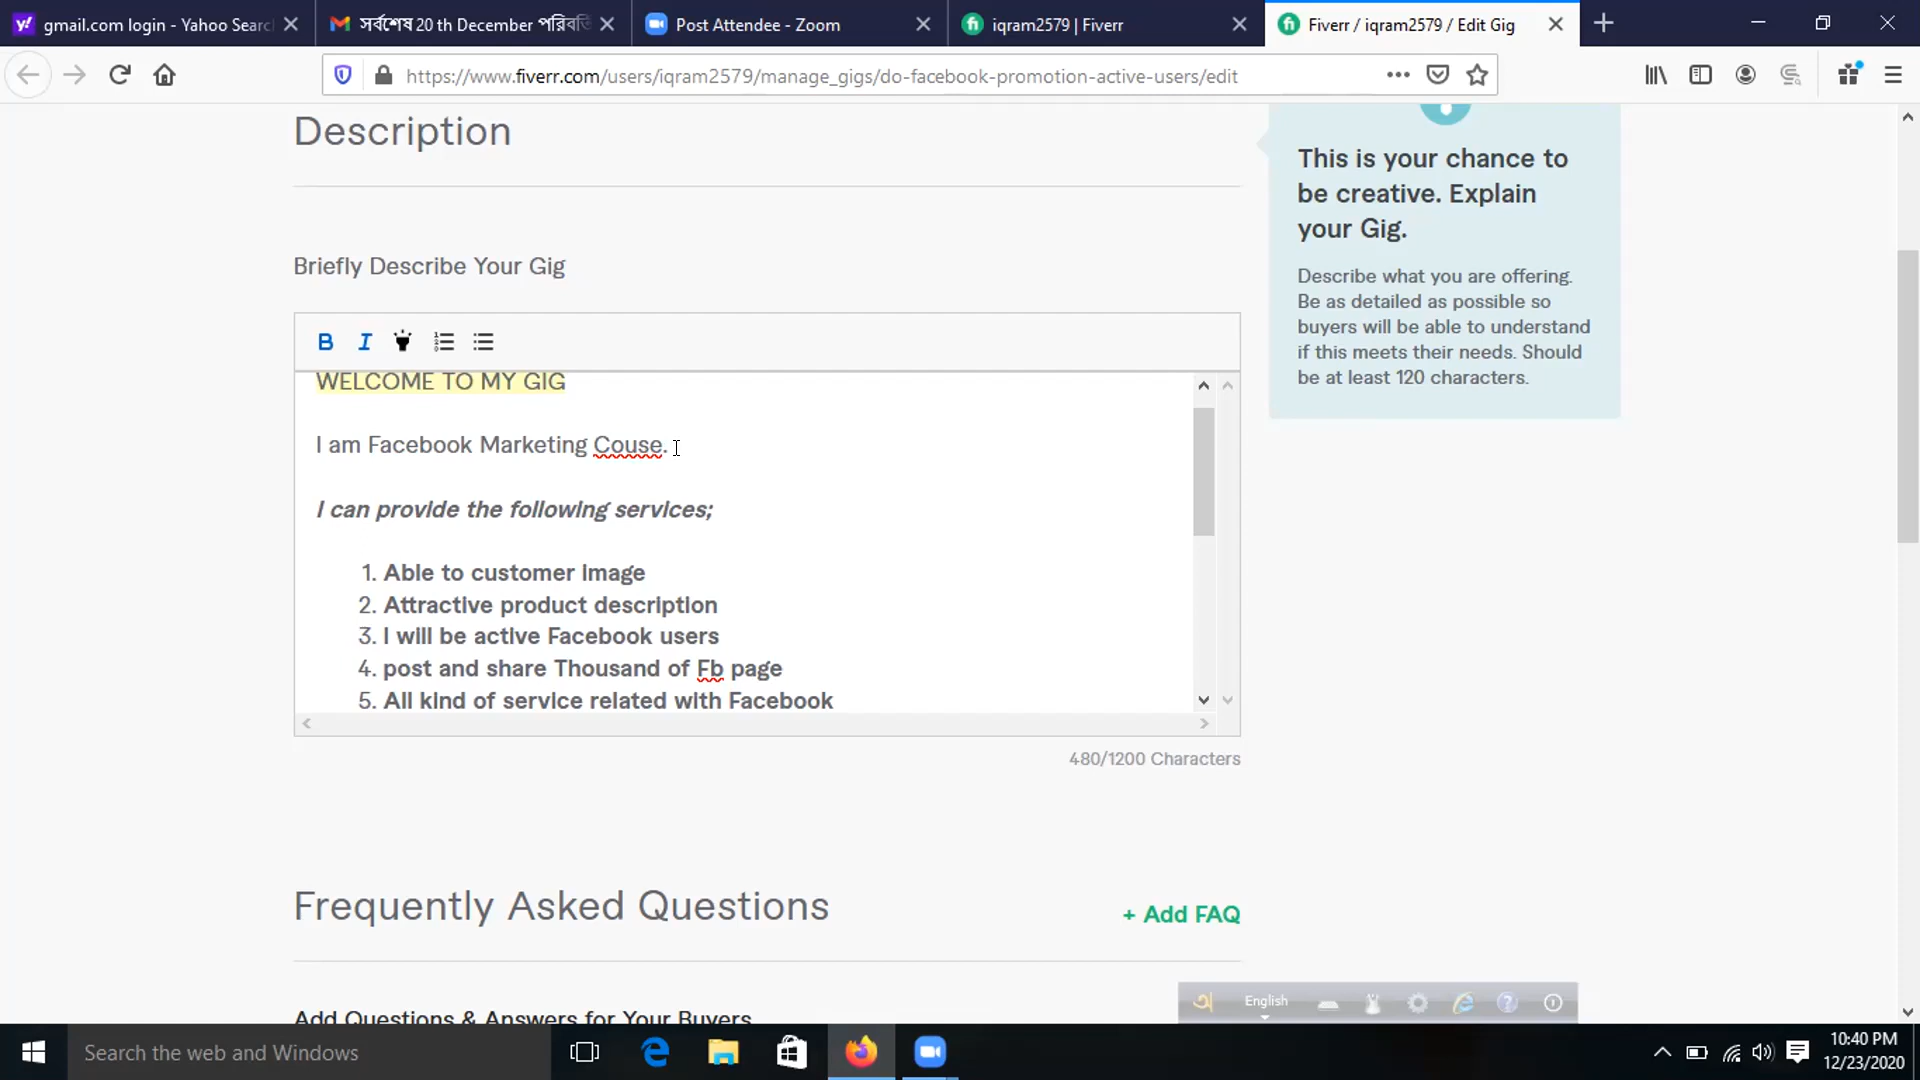 gmail.com login - Yahoo Searc
সর্বশেষ 20 th December পরিবর্তি
Post Attendee - Zoom
iqram2579 | Fiverr
Fiverr / iqram2579 / Edit Gig
https://www.fiverr.com/users/iqram2579/manage_gigs/do-facebook-promotion-active-users/edit
Description
This is your chance to
be creative. Explain
your Gig.
Describe what you are offering.
Be as detailed as possible so
buyers will be able to understand
if this meets their needs. Should
be at least 120 characters.
Briefly Describe Your Gig
B I
WELCOME TO MY GIG
I am Facebook Marketing Couse.
I can provide the following services;
1. Able to customer image
2. Attractive product description
3. I will be active Facebook users
4. post and share Thousand of Fb page
5. All kind of service related with Facebook
480/1200 Characters
Frequently Asked Questions
+ Add FAQ
Add Questions & Answers for Your Buyers
English
Search the web and Windows
10:40 PM
12/23/2020